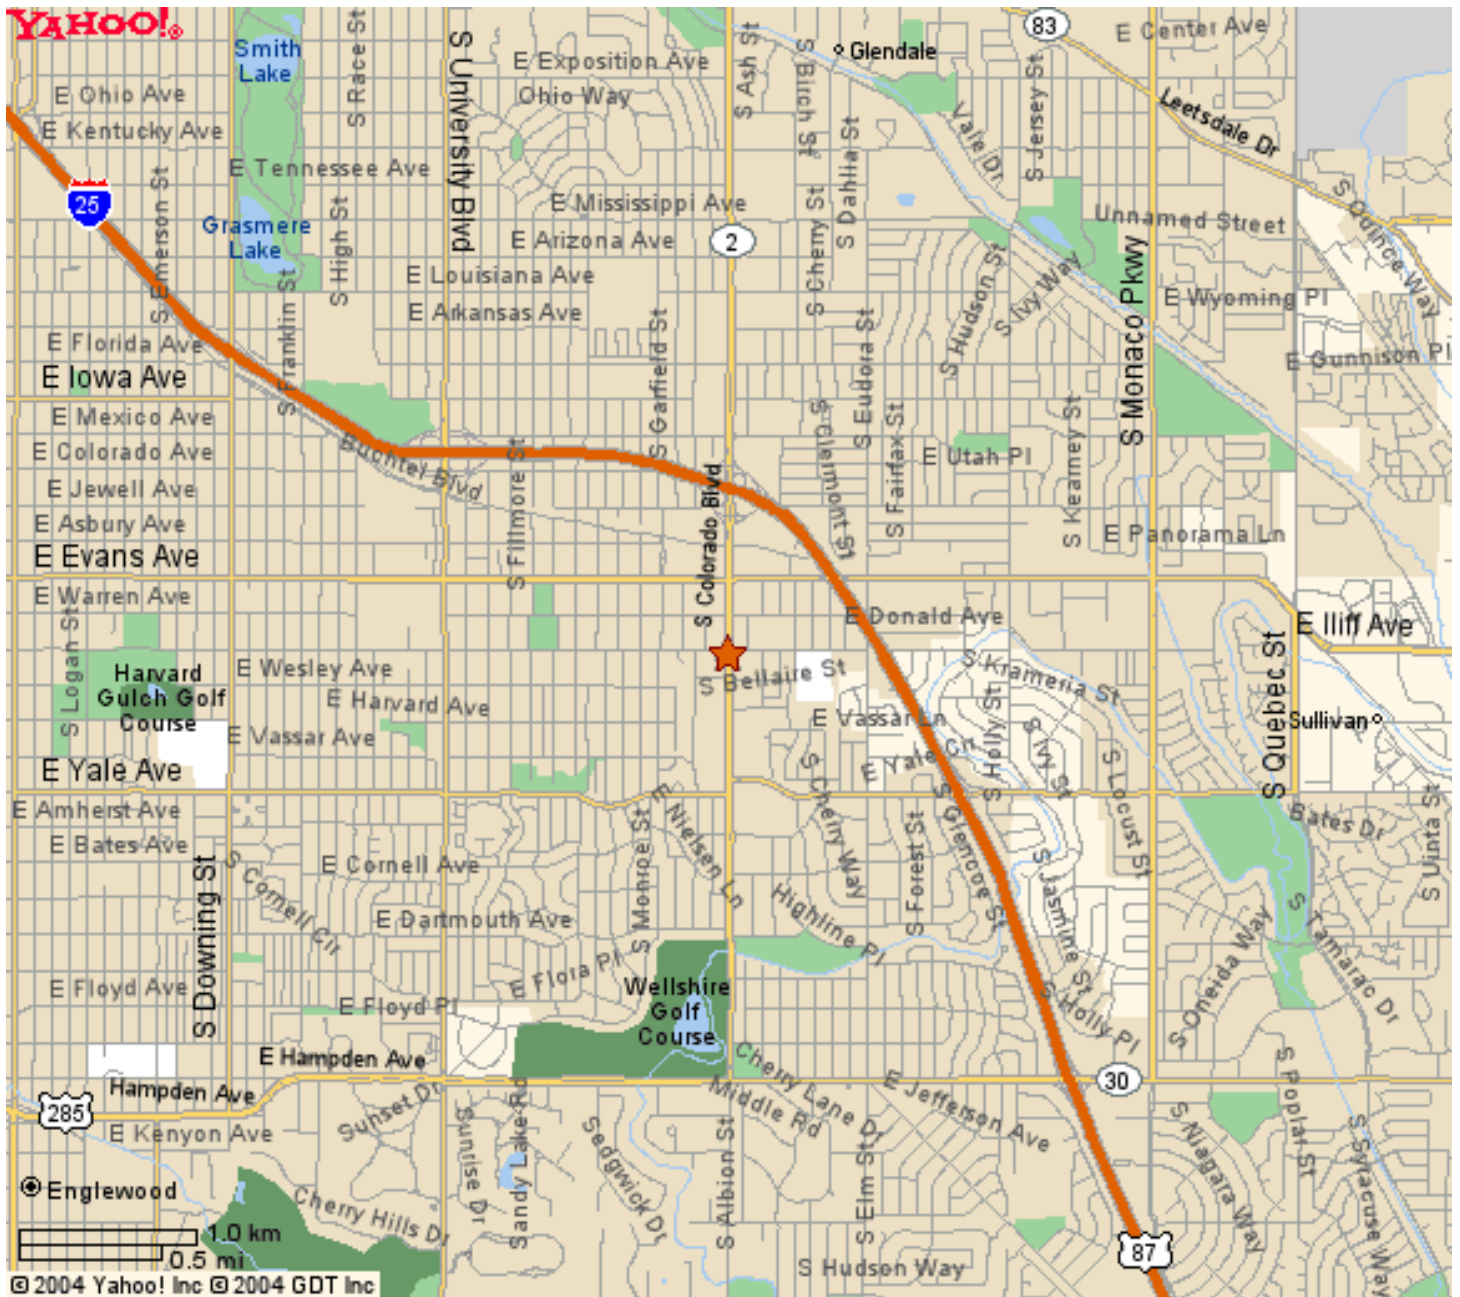 YAHOO!®
83
E Center Ave
Smith
Lake
S Race St
S University Blvd
E Exposition Ave
S Ash St
S Birch St
Glendale
S Jersey St
E Ohio Ave
Ohio Way
Leetsdale Dr
E Kentucky Ave
Vale Dr
E Tennessee Ave
S Dahlia St
25
S Emerson St
E Mississippi Ave
S Cherry St
Unnamed Street
S Quince Way
Grasmere
Lake
S High St
E Arizona Ave
2
S Hudson St
S Ivy Way
S Monaco Pkwy
E Louisiana Ave
E Wyoming Pl
S Franklin St
E Arkansas Ave
S Garfield St
S Eudora St
E Florida Ave
E Gunnison Pl
E Iowa Ave
E Mexico Ave
S Clermont St
S Fairfax St
S Kearney St
E Colorado Ave
Buchtel Blvd
S Fillmore St
E Utah Pl
E Jewell Ave
S Colorado Blvd
E Asbury Ave
E Panorama Ln
E Evans Ave
E Warren Ave
E Donald Ave
E Iliff Ave
S Logan St
S Quebec St
Harvard
Gulch Golf
Course
E Wesley Ave
S Bellaire St
S Krameria St
E Harvard Ave
E Vassar Ln
S Holly St
S Ivy St
Sullivan
E Vassar Ave
E Yale Cir
S Locust St
E Yale Ave
S Cherry Way
E Amherst Ave
E Nielsen Ln
S Glencoe St
Bates Dr
S Uinta St
E Bates Ave
S Monroe St
S Forest St
S Downing St
S Cornell Cir
E Cornell Ave
S Jasmine St
Highline Pl
E Dartmouth Ave
S Oneida Way
S Tamarac Dr
E Flora Pl
E Floyd Ave
E Floyd Pl
Wellshire
Golf
Course
S Holly Pl
E Hampden Ave
Cherry Lane Dr
30
Hampden Ave
285
Sunset Dr
Middle Rd
E Jefferson Ave
S Poplar St
E Kenyon Ave
Sunrise Dr
Sandy Lake Rd
Sedgwick Dr
S Albion St
S Elm St
S Niagara Way
S Syracuse Way
Englewood
Cherry Hills Dr
1.0 km
0.5 mi
87
S Hudson Way
© 2004 Yahoo! Inc © 2004 GDT Inc